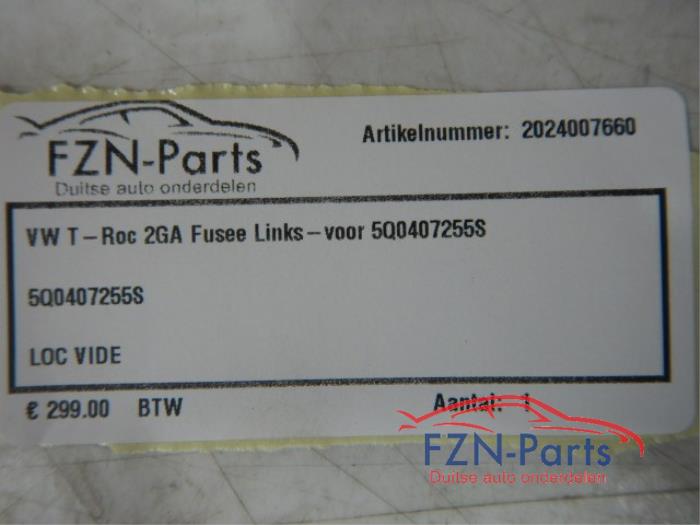 FZN-Parts
Duitse auto onderdelen
Artikelnummer: 2024007660
VW T-Roc 2GA Fusee Links-voor 5Q0407255S
5Q0407255S
LOC VIDE
€ 299.00 BTW
Aantal: 1
FZN-Parts
Duitse auto onderdelen